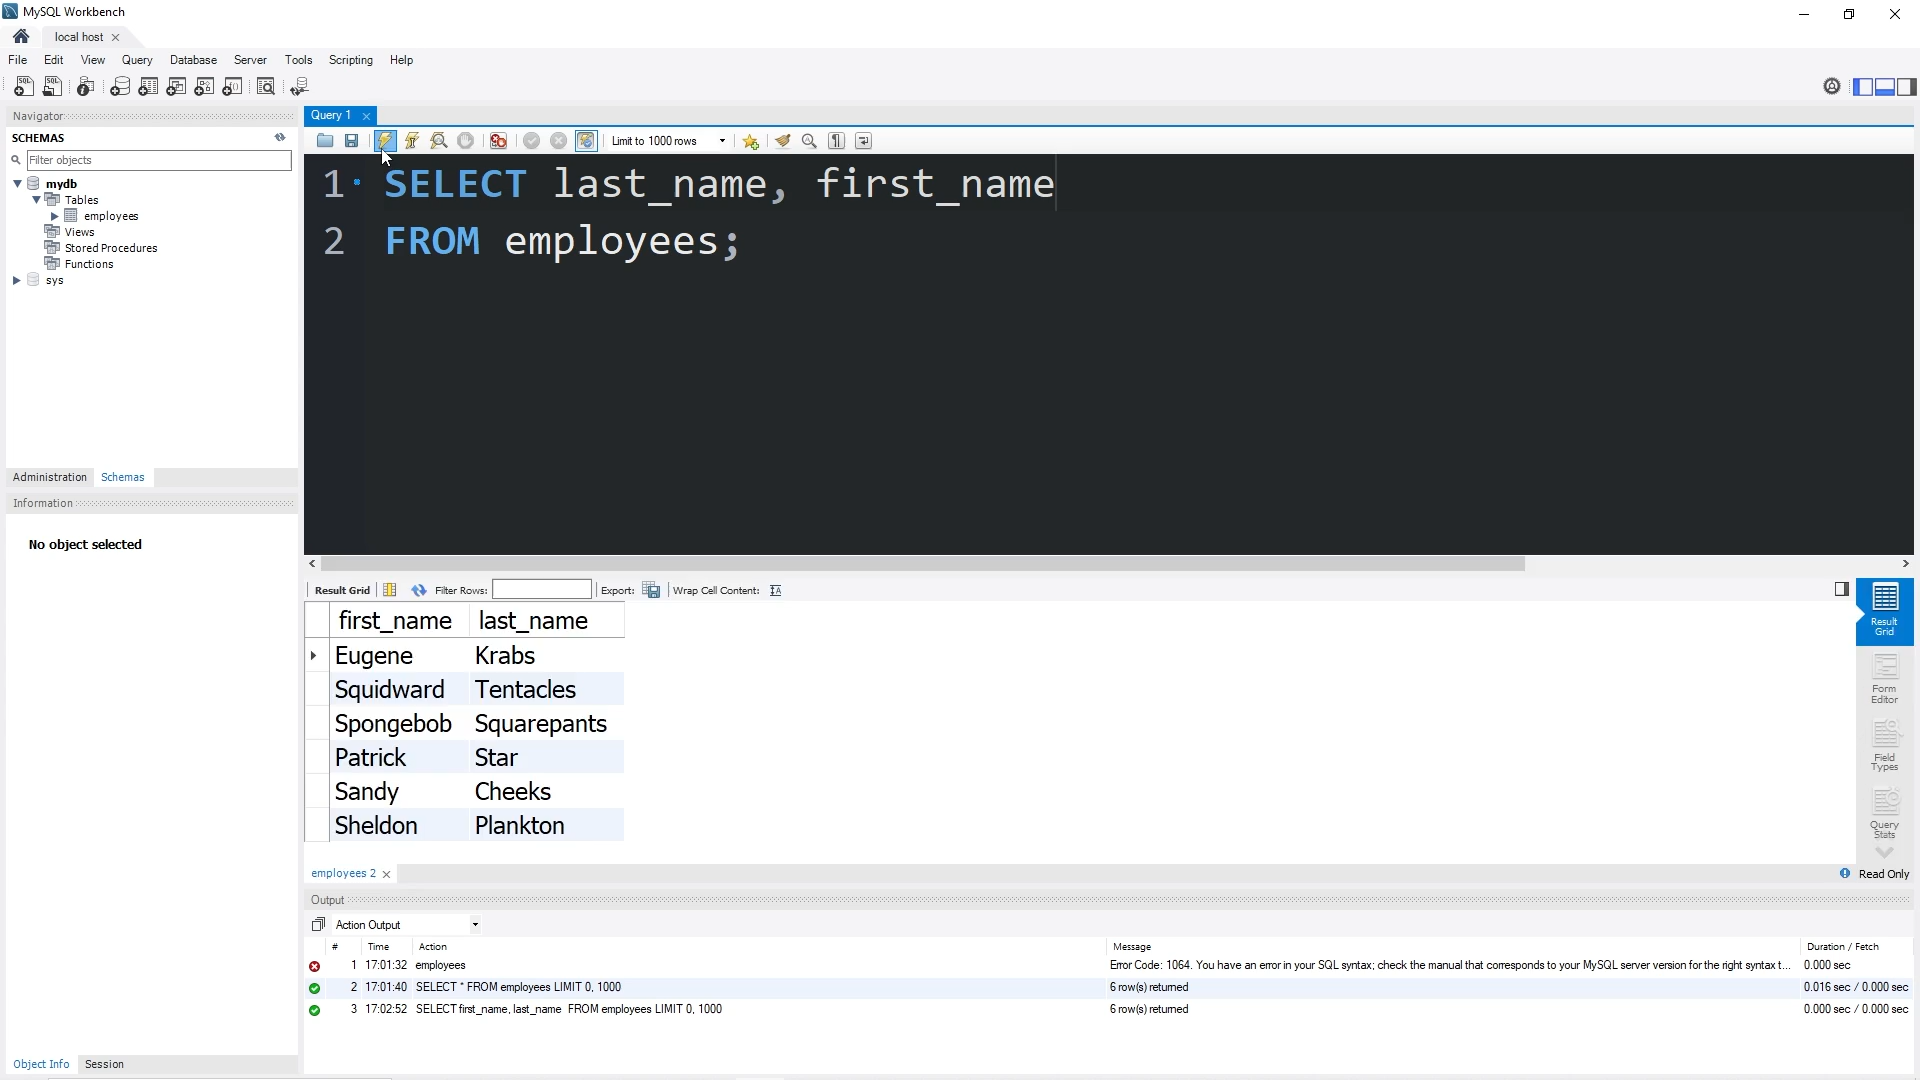 MySQL Workbench
local host
File Edit View Query Database Server Tools Scripting Help
Navigator
SCHEMAS
Filter objects
mydb
Tables
employees
Views
Stored Procedures
Functions
sys
Administration Schemas
Information
No object selected
Object Info Session
Query 1
Limit to 1000 rows
1 SELECT last_name, first_name
2 FROM employees;
Result Grid Filter Rows: Export: Wrap Cell Content:
first_name last_name
Eugene Krabs
Squidward Tentacles
Spongebob Squarepants
Patrick Star
Sandy Cheeks
Sheldon Plankton
Result
Grid
Form
Editor
Field
Types
Query
Stats
employees 2
Read Only
Output
Action Output
# Time Action Message Duration / Fetch
1 17:01:32 employees Error Code: 1064. You have an error in your SQL syntax; check the manual that corresponds to your MySQL server version for the right syntax t... 0.000 sec
2 17:01:40 SELECT * FROM employees LIMIT 0, 1000 6 row(s) returned 0.016 sec / 0.000 sec
3 17:02:52 SELECT first_name, last_name FROM employees LIMIT 0, 1000 6 row(s) returned 0.000 sec / 0.000 sec